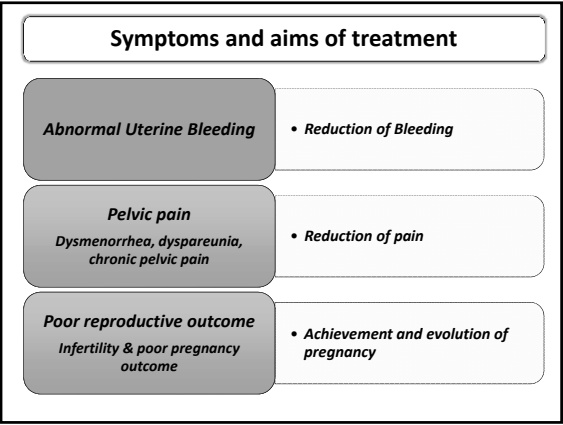 Symptoms and aims of treatment
Abnormal Uterine Bleeding
• Reduction of Bleeding
Pelvic pain
Dysmenorrhea, dyspareunia,
chronic pelvic pain
• Reduction of pain
Poor reproductive outcome
Infertility & poor pregnancy
outcome
• Achievement and evolution of
pregnancy